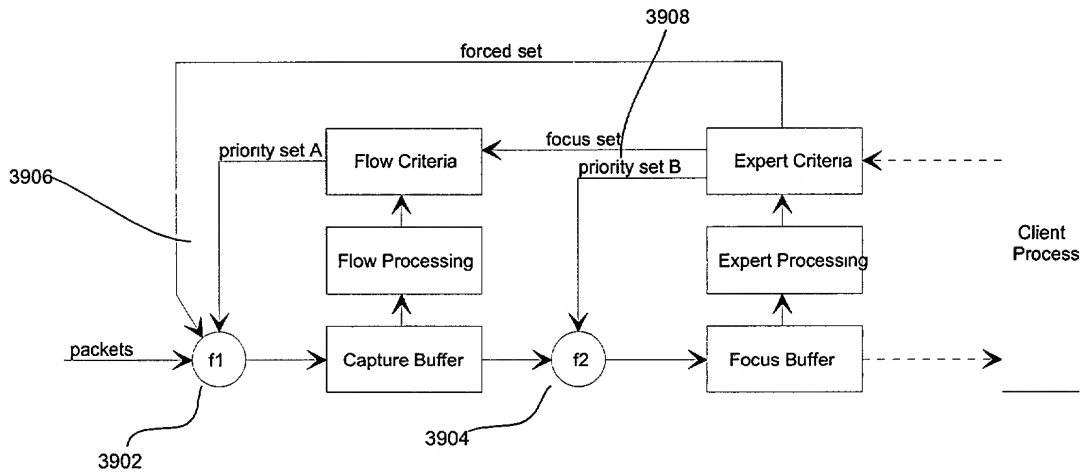 3908
forced set
focus set
priority set A
Flow Criteria
Expert Criteria
priority set B
3906
Flow Processing
Expert Processing
Client
Process
packets
f1
Capture Buffer
f2
Focus Buffer
3904
3902